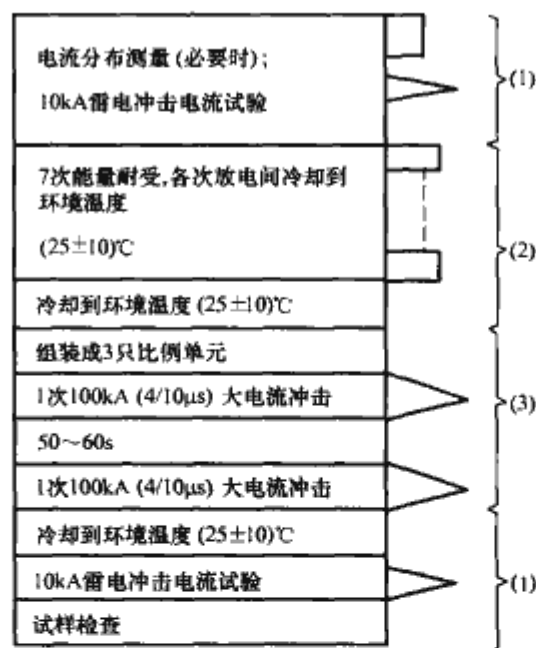 电流分布测量(必要时);
10kA雷电冲击电流试验
(1)
7次能量耐受,各次放电间冷却到
环境温度
(25±10)℃
(2)
冷却到环境温度(25±10)℃
组装成3只比例单元
1次100kA (4/10μs) 大电流冲击
(3)
50～60s
1次100kA (4/10μs) 大电流冲击
冷却到环境温度(25±10)℃
10kA雷电冲击电流试验
(1)
试样检查